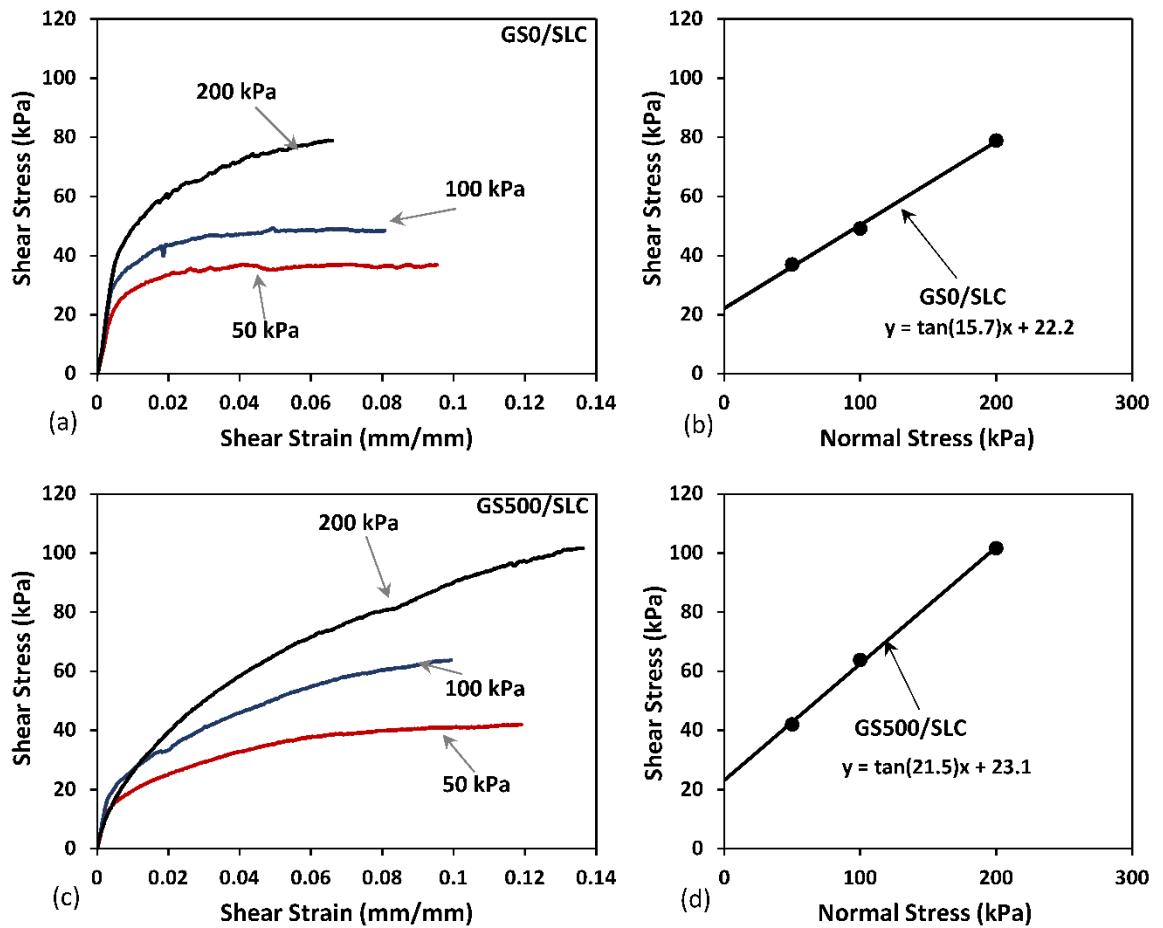 GS0/SLC
120
100
80
60
40
20
0
Shear Stress (kPa)
200 kPa
100 kPa
50 kPa
0 0.02 0.04 0.06 0.08 0.1 0.12 0.14
Shear Strain (mm/mm)
(a)
120
100
80
60
40
20
0
Shear Stress (kPa)
GS0/SLC
y = tan(15.7)x + 22.2
0 100 200 300
Normal Stress (kPa)
(b)
GS500/SLC
120
100
80
60
40
20
0
Shear Stress (kPa)
200 kPa
100 kPa
50 kPa
0 0.02 0.04 0.06 0.08 0.1 0.12 0.14
Shear Strain (mm/mm)
(c)
120
100
80
60
40
20
0
Shear Stress (kPa)
GS500/SLC
y = tan(21.5)x + 23.1
0 100 200 300
Normal Stress (kPa)
(d)